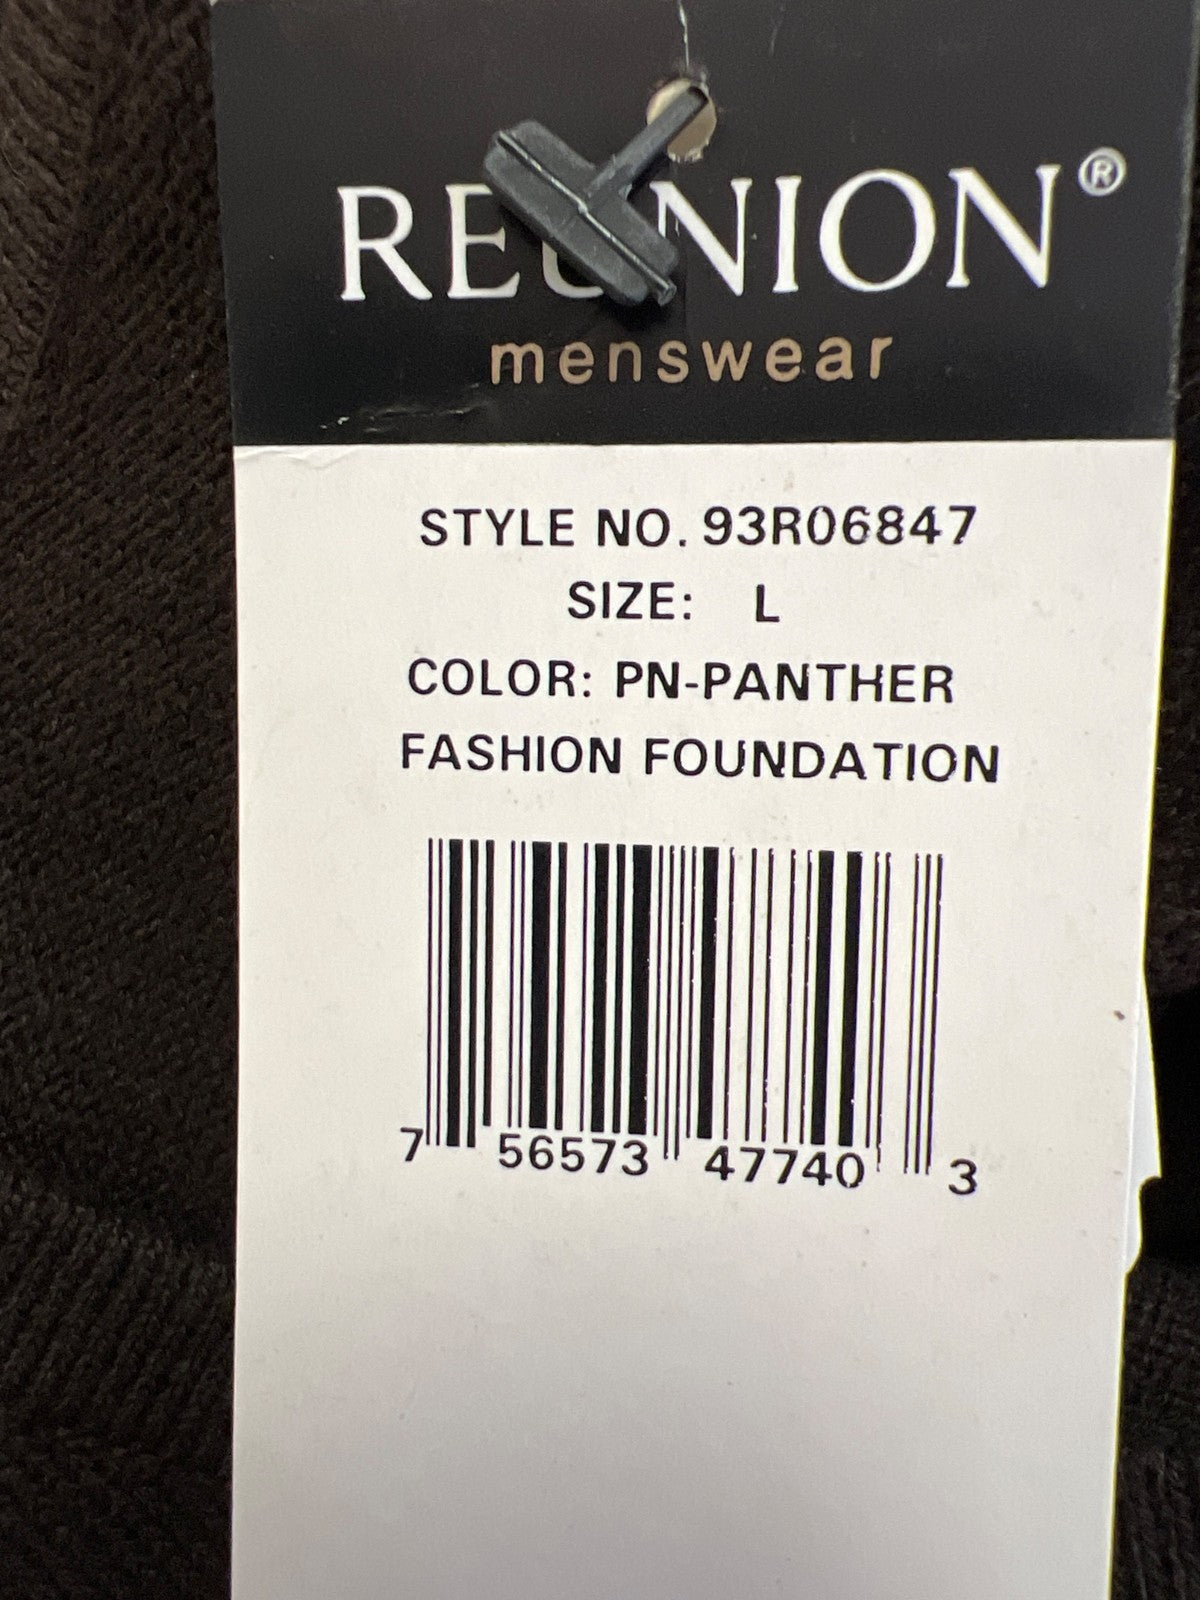 REUNION®
menswear
STYLE NO. 93R06847
SIZE: L
COLOR: PN-PANTHER
FASHION FOUNDATION
7 56573 47740 3